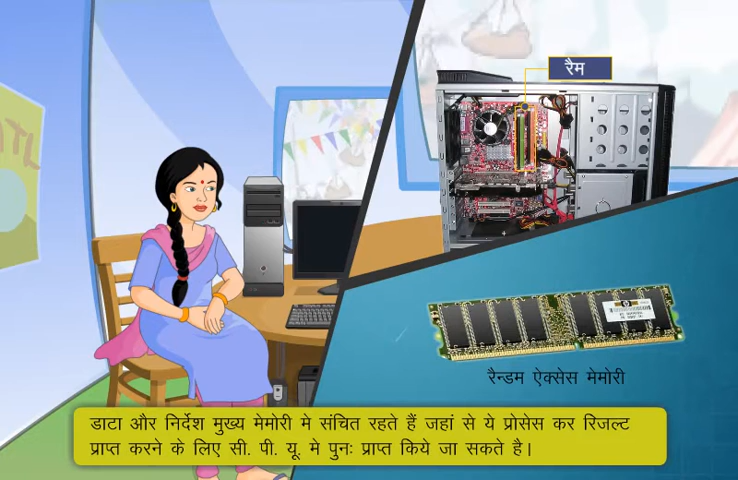 रैम
रैन्डम ऐक्सेस मेमोरी
डाटा और निर्देश मुख्य मेमोरी मे संचित रहते हैं जहां से ये प्रोसेस कर रिजल्ट
प्राप्त करने के लिए सी. पी. यू. मे पुनः प्राप्त किये जा सकते है।